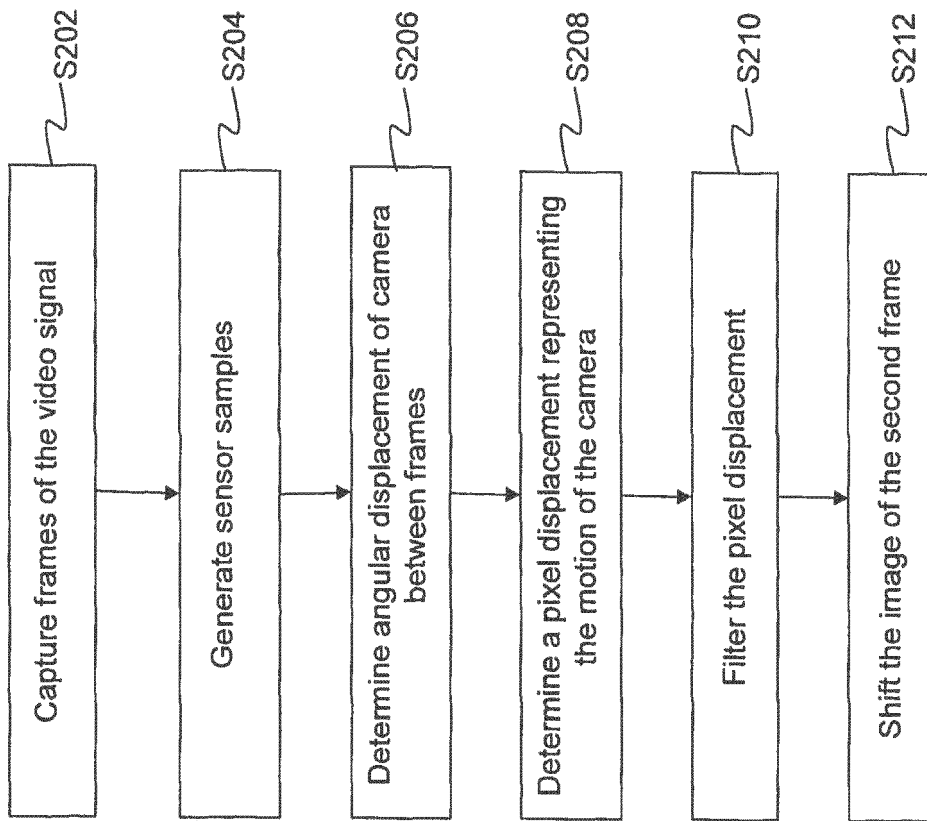 Capture frames of the video signal
S202
Generate sensor samples
S204
Determine angular displacement of camera
between frames
S206
Determine a pixel displacement representing
the motion of the camera
S208
Filter the pixel displacement
S210
Shift the image of the second frame
S212